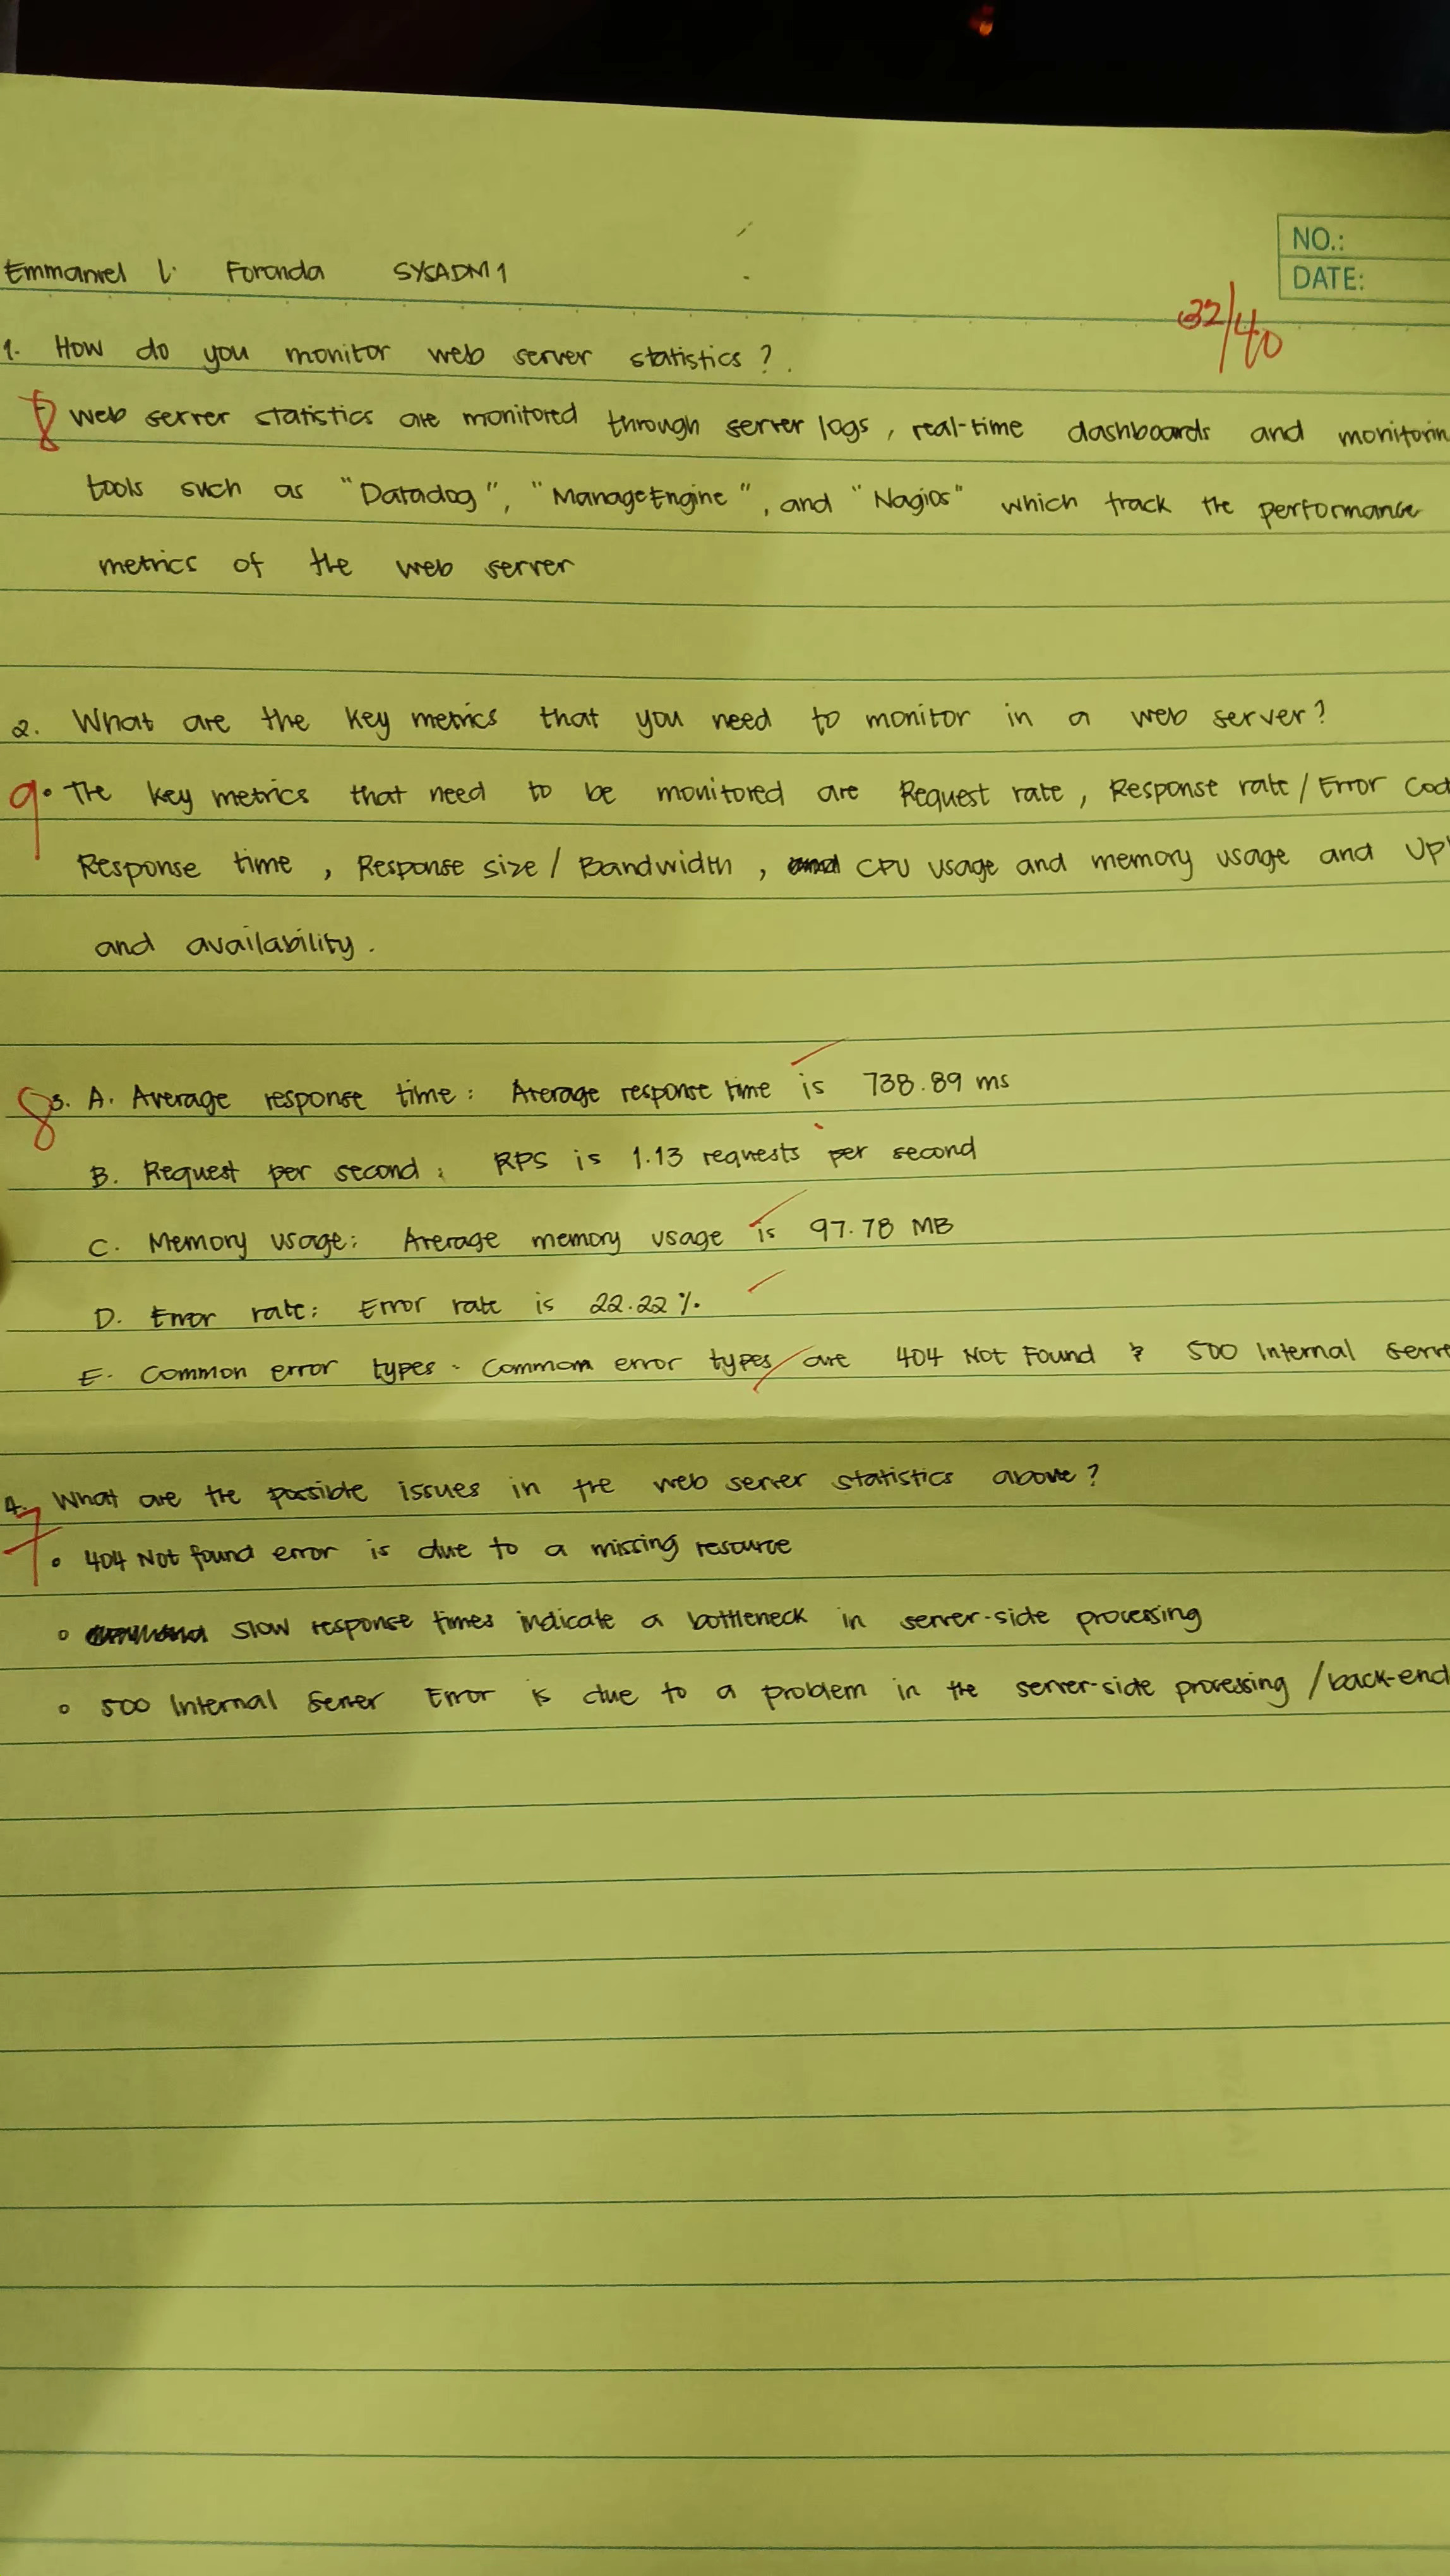 NO.:
DATE:
Emmanuel L. Foronda SYSADM1
32/40
1. How do you monitor web server statistics?
8 Web server statistics are monitored through server logs, real-time dashboards and monitorin
tools such as "Datadog", "ManageEngine", and "Nagios" which track the performance
metrics of the web server
2. What are the key metrics that you need to monitor in a web server?
9 • The key metrics that need to be monitored are Request rate, Response rate/Error Cod
Response time, Response size/Bandwidth, CPU usage and memory usage and Up
and availability.
8 3. A. Average response time: Average response time is 738.89 ms
B. Request per second: RPS is 1.13 requests per second
C. Memory usage: Average memory usage is 97.78 MB
D. Error rate: Error rate is 22.22%.
E. Common error types - Common error types are 404 Not Found & 500 Internal Serve
4. What are the possible issues in the web server statistics above?
7 • 404 Not found error is due to a missing resource
• slow response times indicate a bottleneck in server-side processing
• 500 Internal Server Error is due to a problem in the server-side processing/back-end